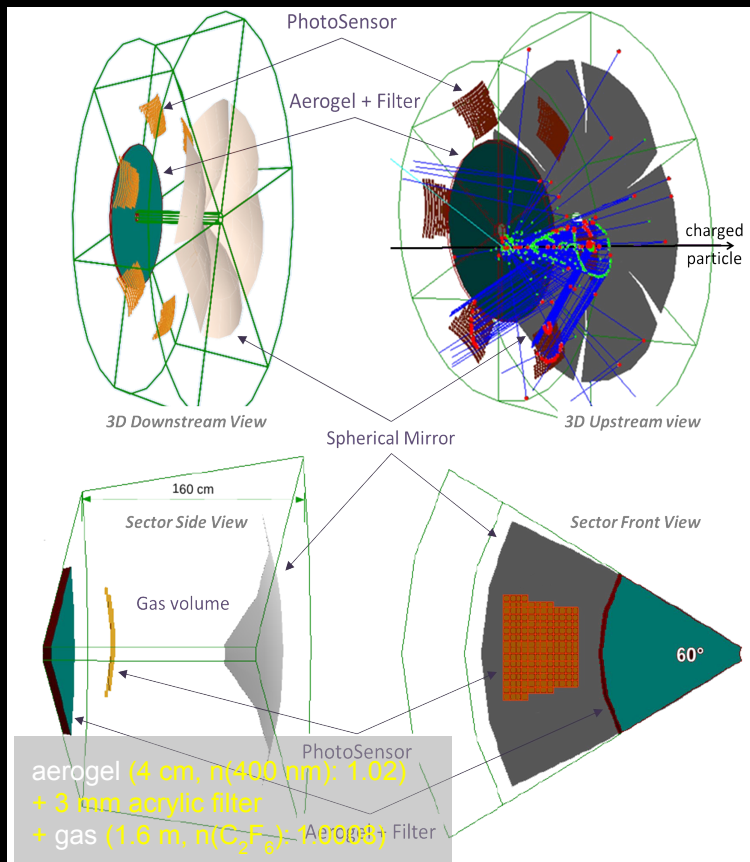 PhotoSensor
Aerogel + Filter
charged
particle
3D Downstream View
3D Upstream view
Spherical Mirror
160 cm
Sector Side View
Sector Front View
Gas volume
60°
PhotoSensor
aerogel (4 cm, n(400 nm): 1.02)
+ 3 mm acrylic filter
Aerogel + Filter
+ gas (1.6 m, n(C₂F₆): 1.0008)